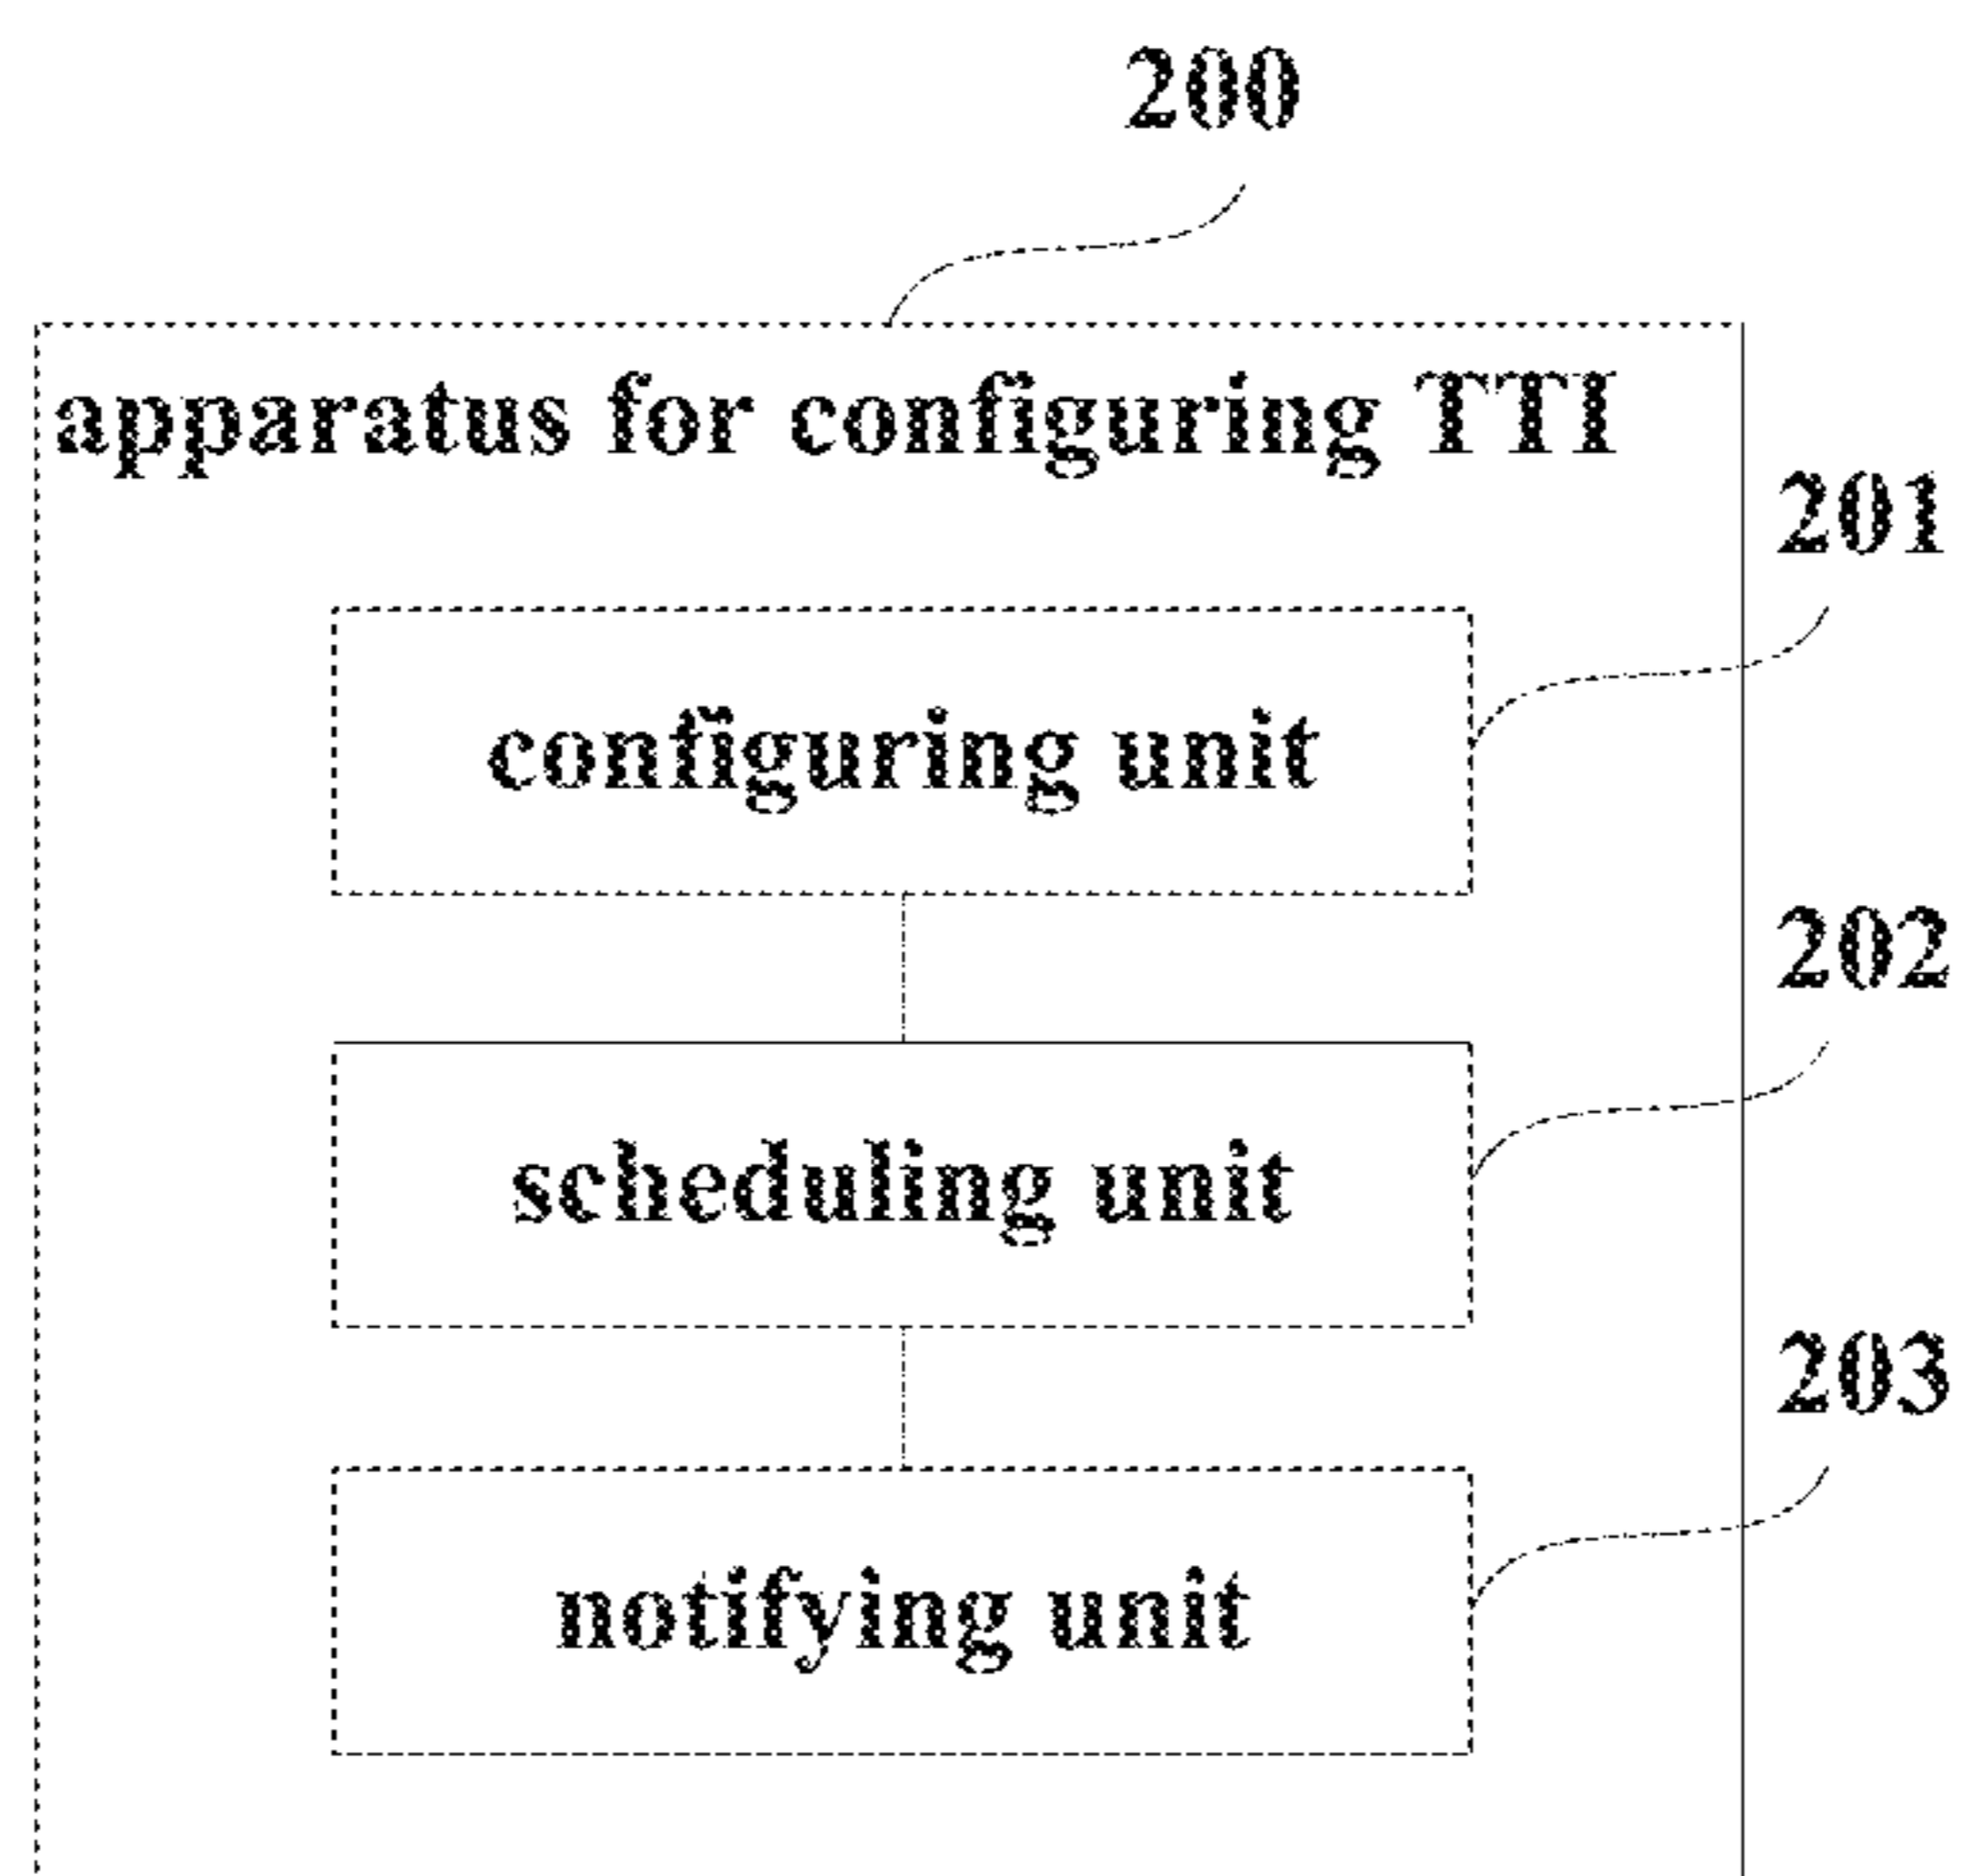 200
apparatus for configuring TTI
201
configuring unit
202
scheduling unit
203
notifying unit